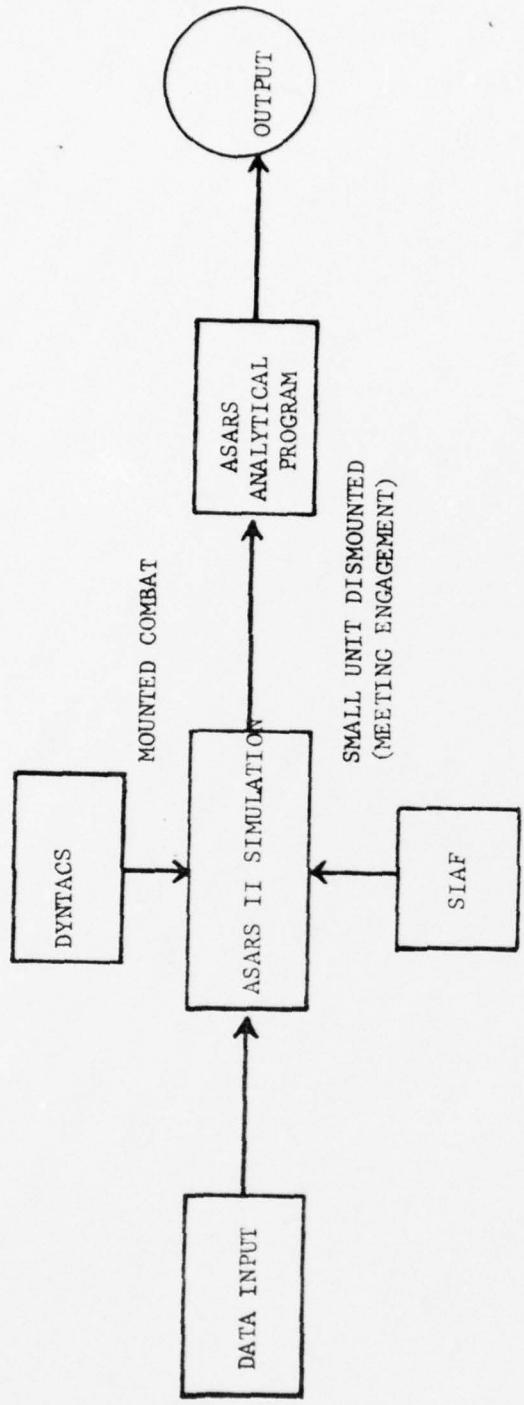 DYNTACS
MOUNTED COMBAT
DATA INPUT
ASARS II SIMULATION
ASARS
ANALYTICAL
PROGRAM
OUTPUT
SMALL UNIT DISMOUNTED
(MEETING ENGAGEMENT)
SIAF